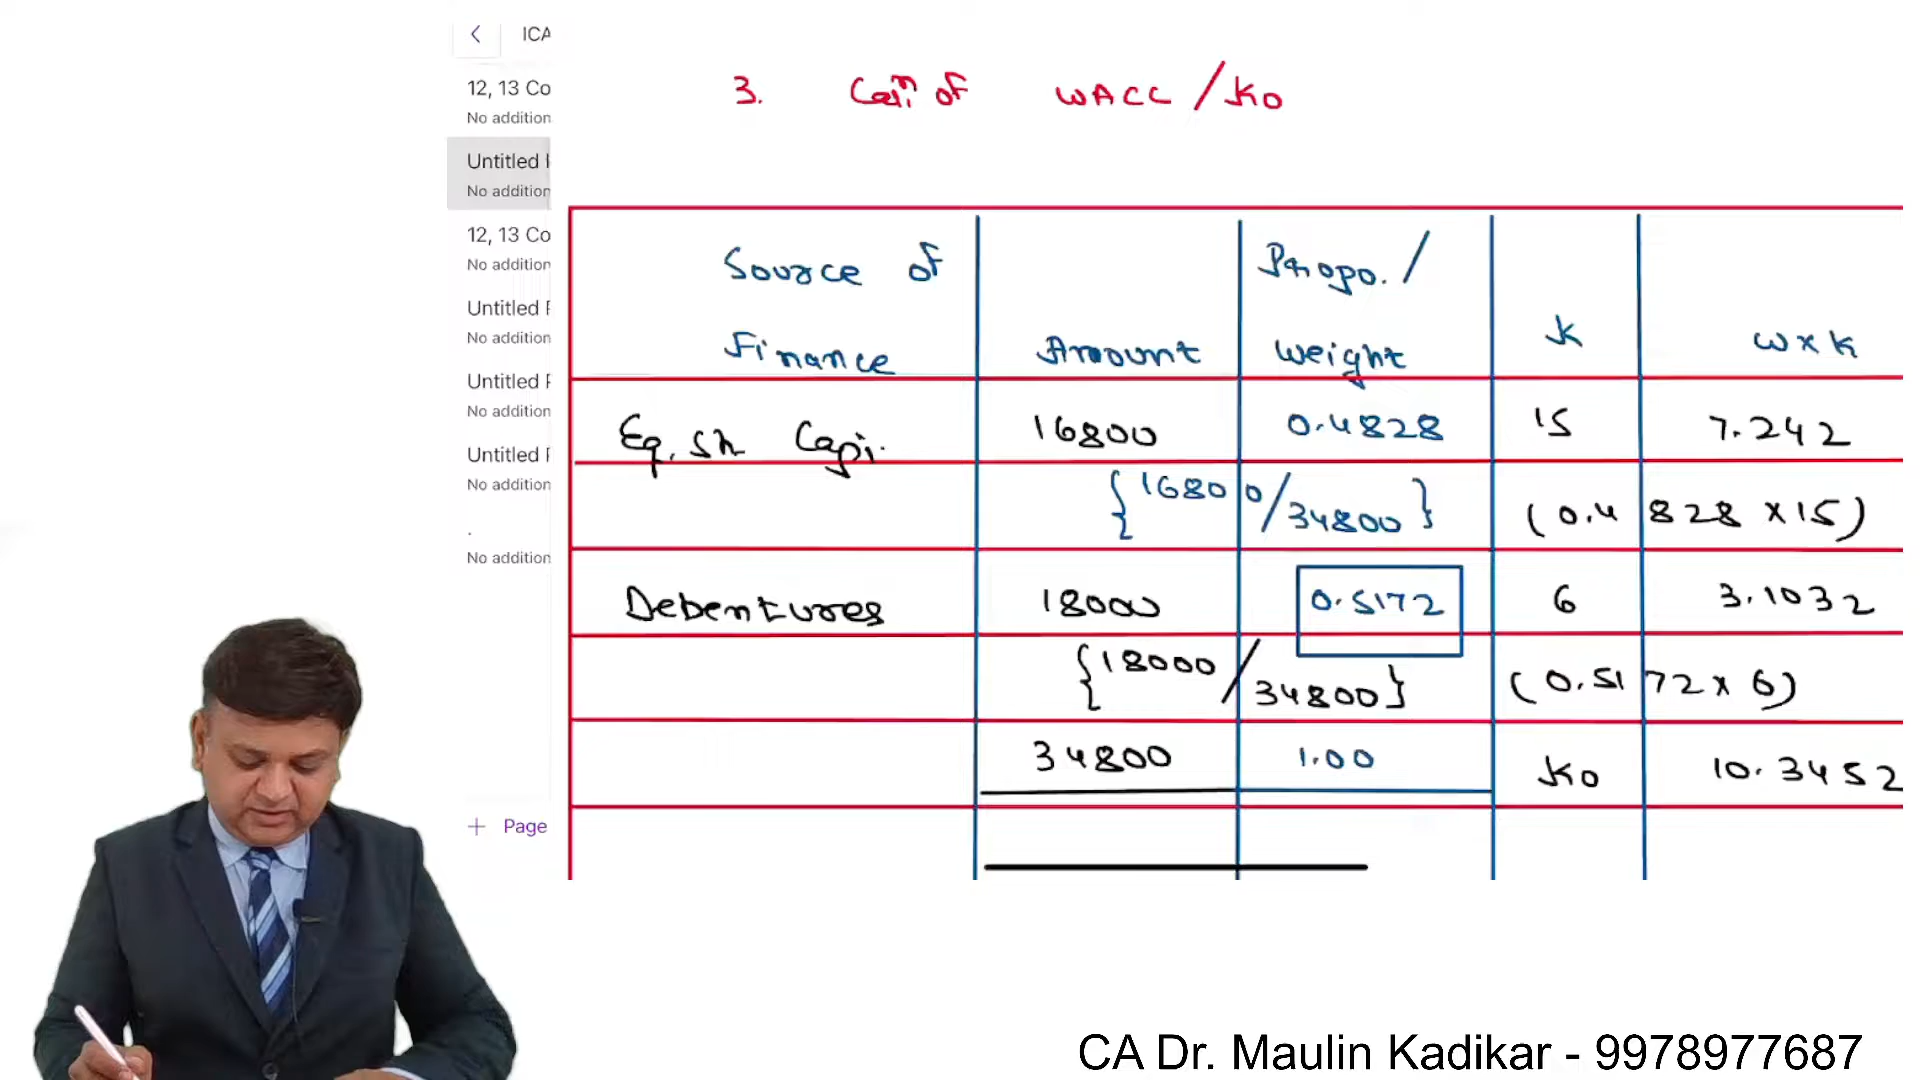 ICA
12, 13 Co
No addition
Untitled
No addition
12, 13 Co
No addition
Untitled F
No addition
Untitled F
No addition
Untitled F
No addition
.
No addition
+ Page
3. Calⁿ of WACC / Ko
Source of Finance Amount Propo. / Weight K W x K
Eq. Sh Capi. 16800 0.4828 15 7.242
{16800/34800} (0.4828 x 15)
Debentures 18000 0.5172 6 3.1032
{18000/34800} (0.5172 x 6)
34800 1.00 Ko 10.3452
CA Dr. Maulin Kadikar - 9978977687